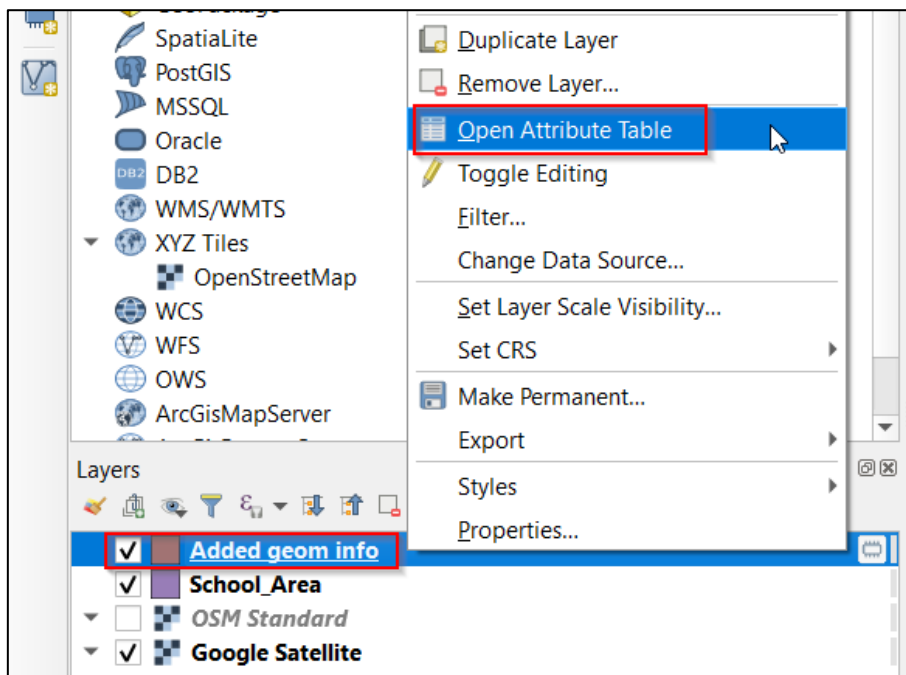 SpatiaLite
PostGIS
MSSQL
Oracle
DB2 DB2
WMS/WMTS
XYZ Tiles
OpenStreetMap
WCS
WFS
OWS
ArcGisMapServer
Duplicate Layer
Remove Layer...
Open Attribute Table
Toggle Editing
Filter...
Change Data Source...
Set Layer Scale Visibility...
Set CRS
Make Permanent...
Export
Styles
Properties...
Layers
Added geom info
School_Area
OSM Standard
Google Satellite